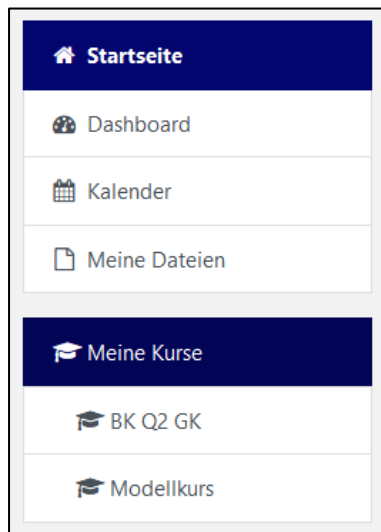 Startseite
Dashboard
Kalender
Meine Dateien
Meine Kurse
BK Q2 GK
Modellkurs